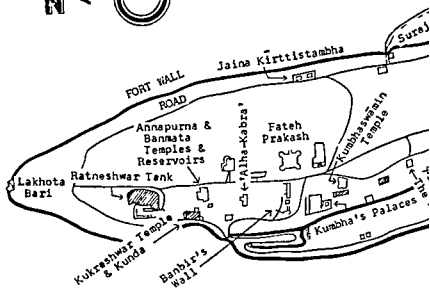 N
Suraj
Jaina Kirttistambha
FORT WALL
ROAD
Annapurna &
Banmata
Temples &
Reservoirs
'Alha-Kabra'
Fateh
Prakash
Kumbhaswamin
Temple
Lakhota
Bari
Ratneshwar Tank
Kukreshwar Temple
& Kunda
Banbir's
Wall
Kumbha's Palaces
The